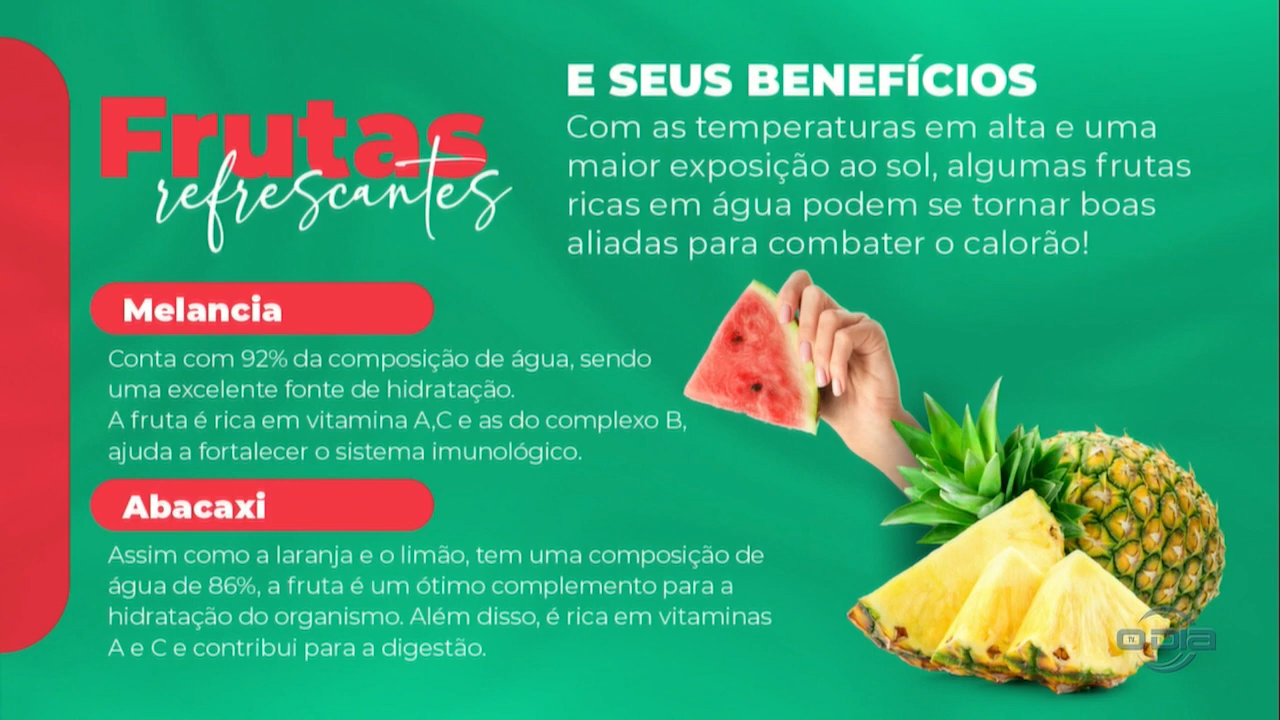 Frutas
refrescantes
E SEUS BENEFÍCIOS
Com as temperaturas em alta e uma
maior exposição ao sol, algumas frutas
ricas em água podem se tornar boas
aliadas para combater o calorão!
Melancia
Conta com 92% da composição de água, sendo
uma excelente fonte de hidratação.
A fruta é rica em vitamina A,C e as do complexo B,
ajuda a fortalecer o sistema imunológico.
Abacaxi
Assim como a laranja e o limão, tem uma composição de
água de 86%, a fruta é um ótimo complemento para a
hidratação do organismo. Além disso, é rica em vitaminas
A e C e contribui para a digestão.
O DIA
TV